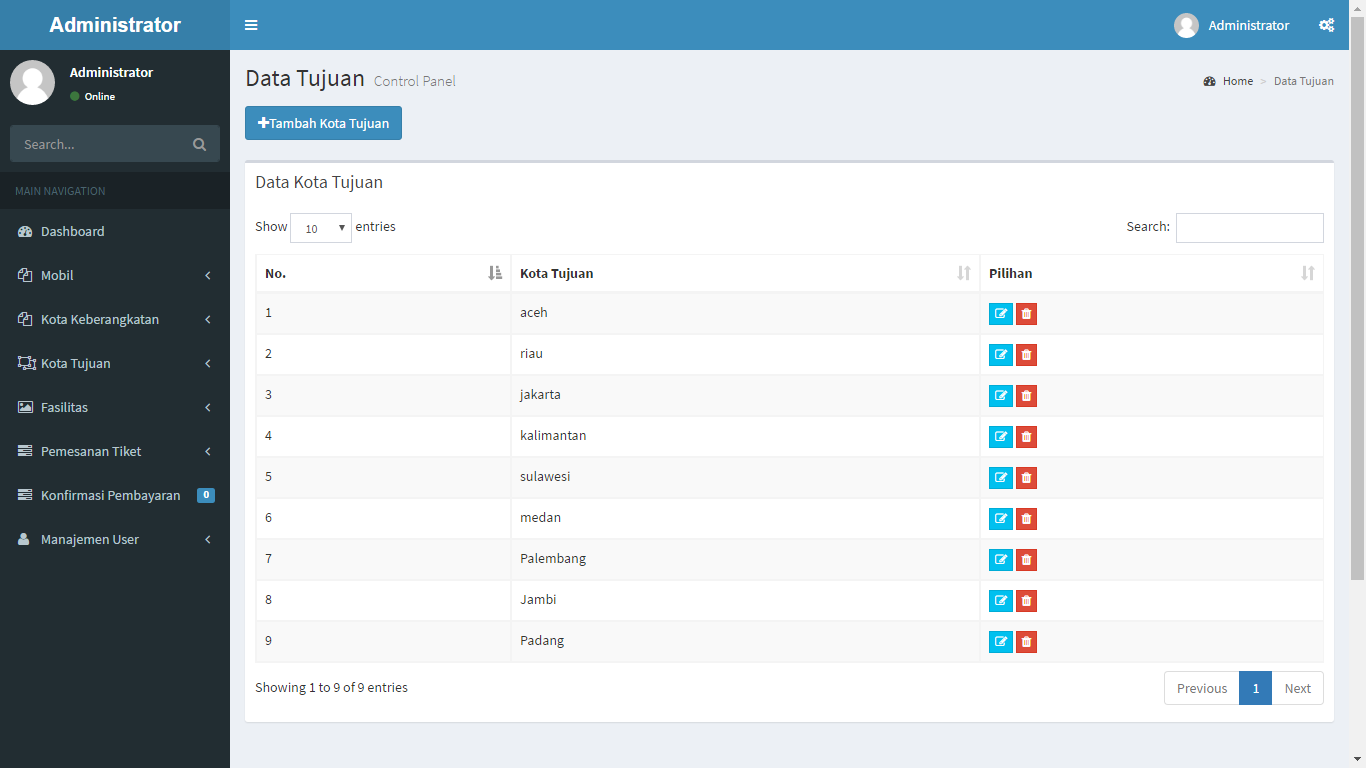 Administrator
Administrator
Administrator
Online
Search...
MAIN NAVIGATION
Dashboard
Mobil
Kota Keberangkatan
Kota Tujuan
Fasilitas
Pemesanan Tiket
Konfirmasi Pembayaran 0
Manajemen User
Data Tujuan Control Panel
Home > Data Tujuan
Tambah Kota Tujuan
Data Kota Tujuan
Show 10 entries
Search:
No. Kota Tujuan Pilihan
1 aceh
2 riau
3 jakarta
4 kalimantan
5 sulawesi
6 medan
7 Palembang
8 Jambi
9 Padang
Showing 1 to 9 of 9 entries
Previous 1 Next